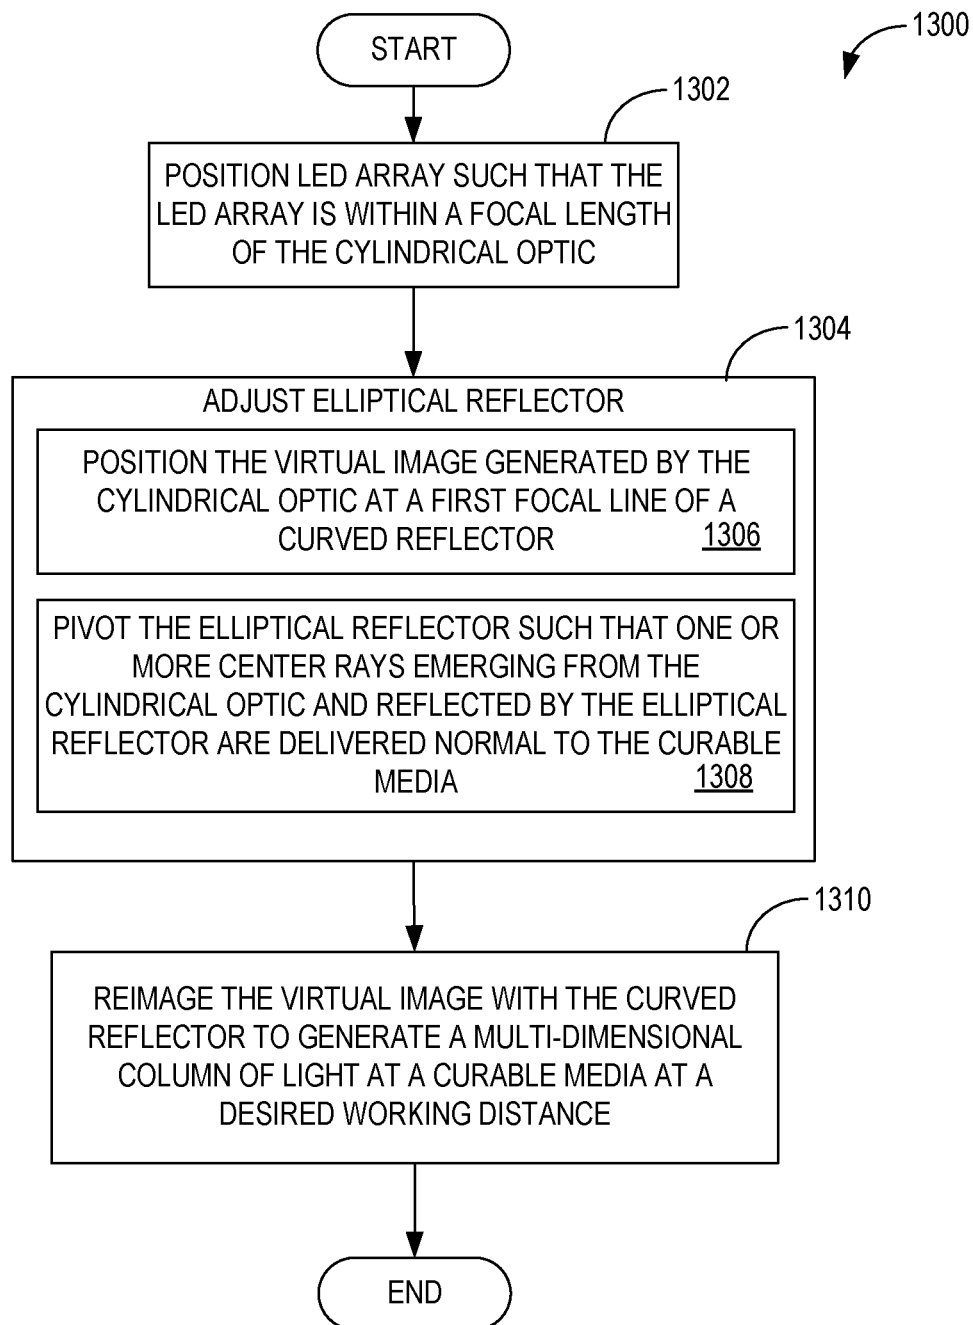 1300
START
1302
POSITION LED ARRAY SUCH THAT THE
LED ARRAY IS WITHIN A FOCAL LENGTH
OF THE CYLINDRICAL OPTIC
1304
ADJUST ELLIPTICAL REFLECTOR
POSITION THE VIRTUAL IMAGE GENERATED BY THE
CYLINDRICAL OPTIC AT A FIRST FOCAL LINE OF A
CURVED REFLECTOR 1306
PIVOT THE ELLIPTICAL REFLECTOR SUCH THAT ONE OR
MORE CENTER RAYS EMERGING FROM THE
CYLINDRICAL OPTIC AND REFLECTED BY THE ELLIPTICAL
REFLECTOR ARE DELIVERED NORMAL TO THE CURABLE
MEDIA 1308
1310
REIMAGE THE VIRTUAL IMAGE WITH THE CURVED
REFLECTOR TO GENERATE A MULTI-DIMENSIONAL
COLUMN OF LIGHT AT A CURABLE MEDIA AT A
DESIRED WORKING DISTANCE
END